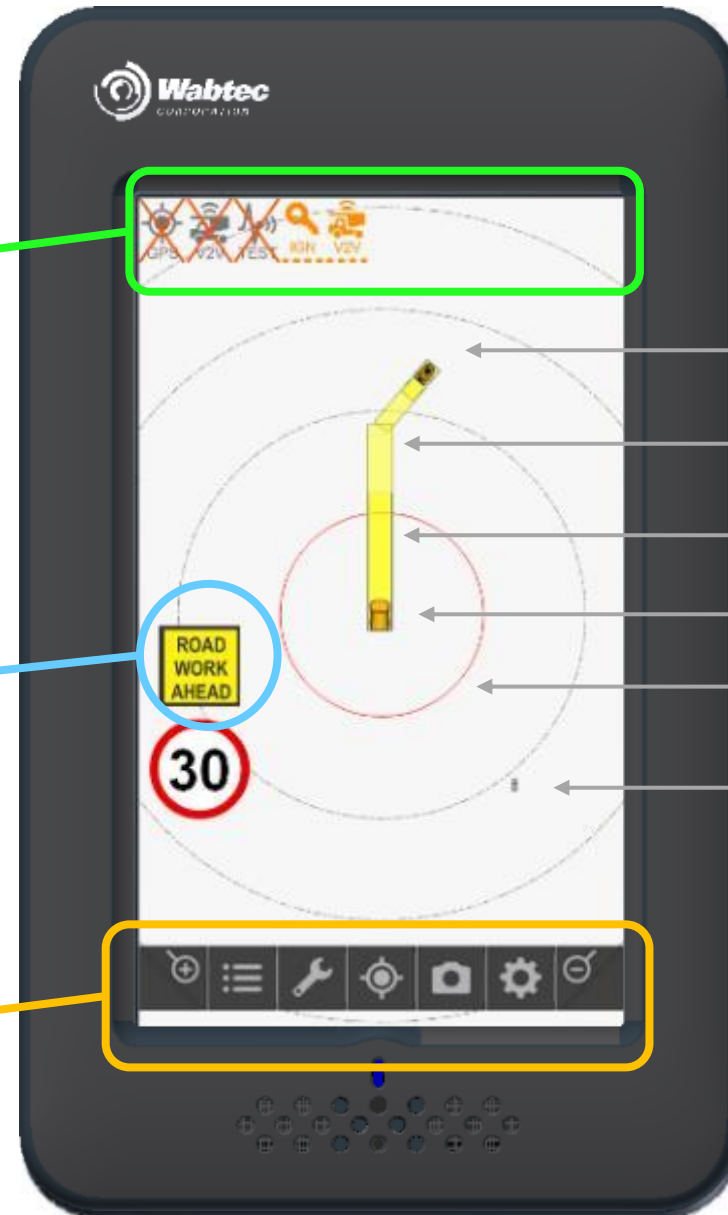 Wabtec
CORPORATION
GPS V2V TEST IGN V2V
ROAD
WORK
AHEAD
30